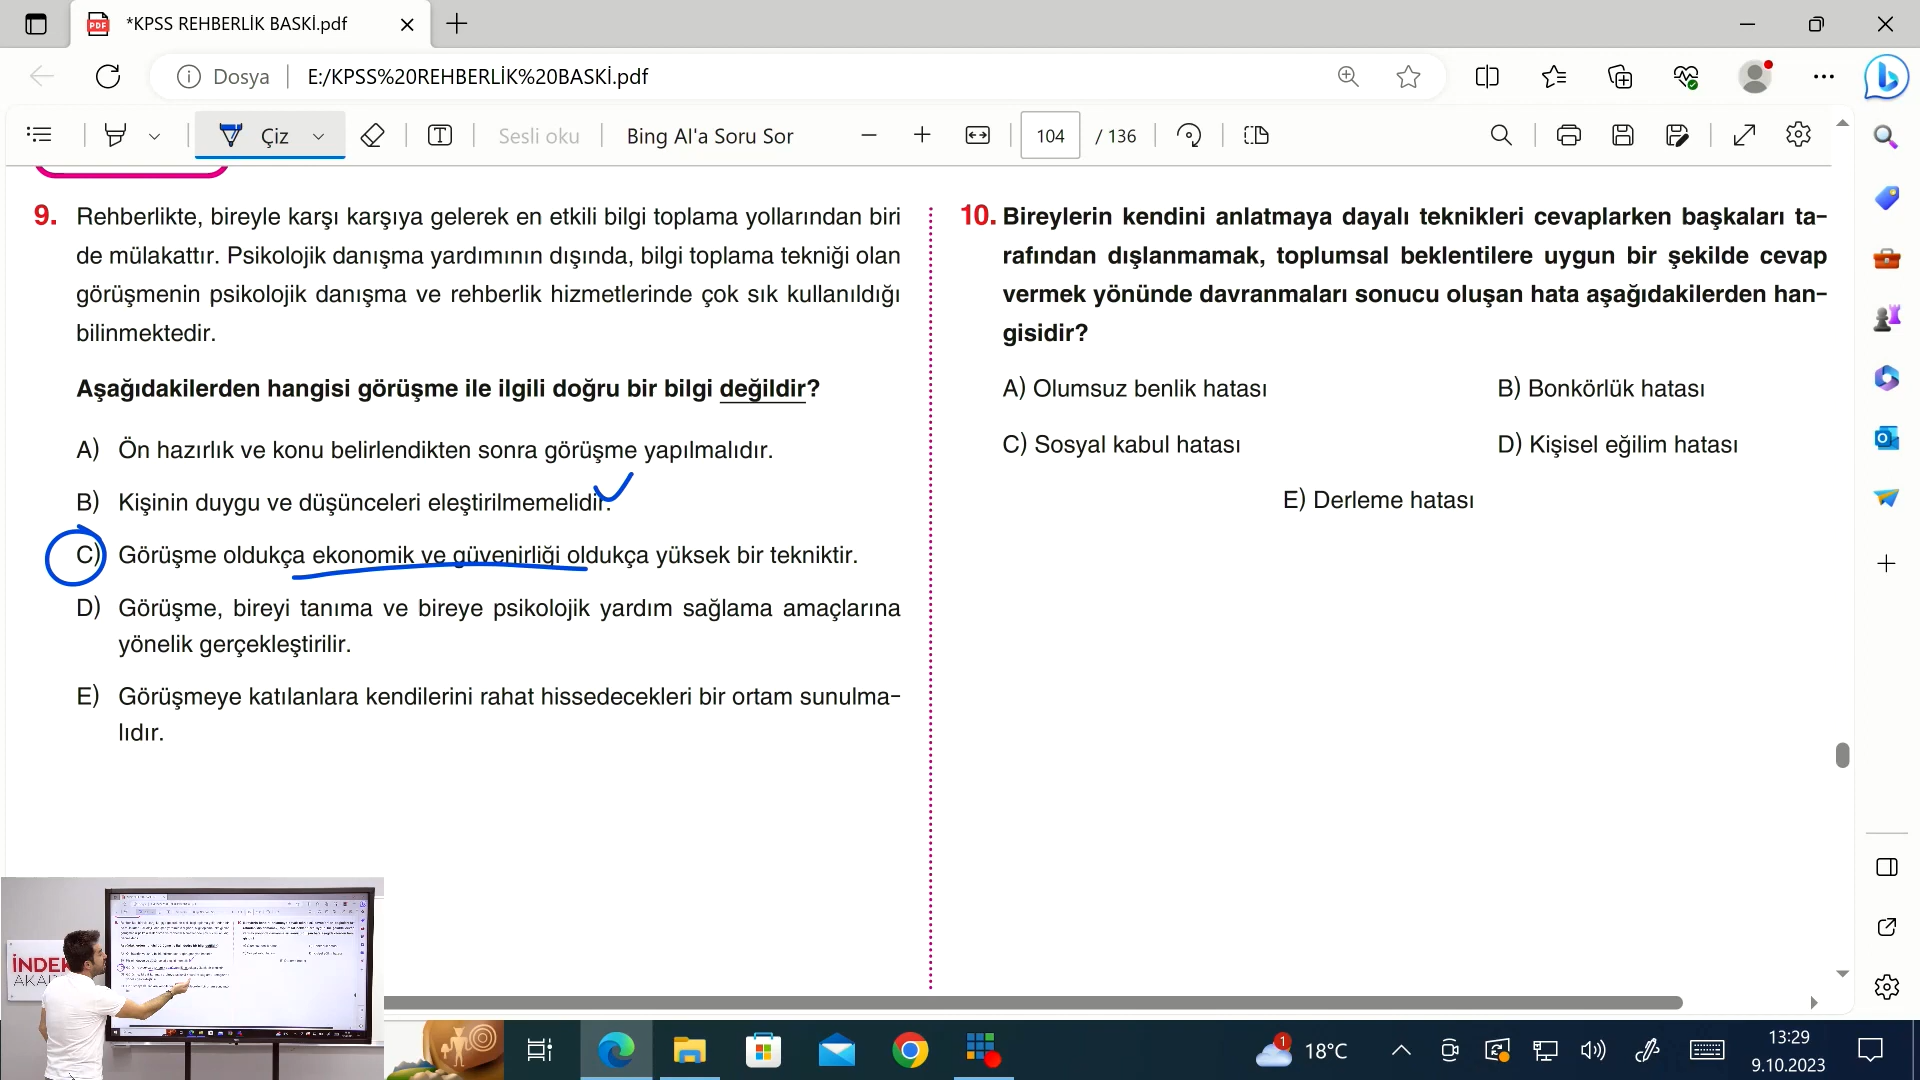 *KPSS REHBERLİK BASKİ.pdf
Dosya
E:/KPSS%20REHBERLİK%20BASKİ.pdf
Çiz
Sesli oku
Bing AI'a Soru Sor
104
/ 136
9. Rehberlikte, bireyle karşı karşıya gelerek en etkili bilgi toplama yollarından biri
de mülakattır. Psikolojik danışma yardımının dışında, bilgi toplama tekniği olan
görüşmenin psikolojik danışma ve rehberlik hizmetlerinde çok sık kullanıldığı
bilinmektedir.
Aşağıdakilerden hangisi görüşme ile ilgili doğru bir bilgi değildir?
A) Ön hazırlık ve konu belirlendikten sonra görüşme yapılmalıdır.
B) Kişinin duygu ve düşünceleri eleştirilmemelidir.
C) Görüşme oldukça ekonomik ve güvenirliği oldukça yüksek bir tekniktir.
D) Görüşme, bireyi tanıma ve bireye psikolojik yardım sağlama amaçlarına
yönelik gerçekleştirilir.
E) Görüşmeye katılanlara kendilerini rahat hissedecekleri bir ortam sunulma-
lıdır.
10. Bireylerin kendini anlatmaya dayalı teknikleri cevaplarken başkaları ta-
rafından dışlanmamak, toplumsal beklentilere uygun bir şekilde cevap
vermek yönünde davranmaları sonucu oluşan hata aşağıdakilerden han-
gisidir?
A) Olumsuz benlik hatası
B) Bonkörlük hatası
C) Sosyal kabul hatası
D) Kişisel eğilim hatası
E) Derleme hatası
İNDEK
AKA
1
18°C
13:29
9.10.2023